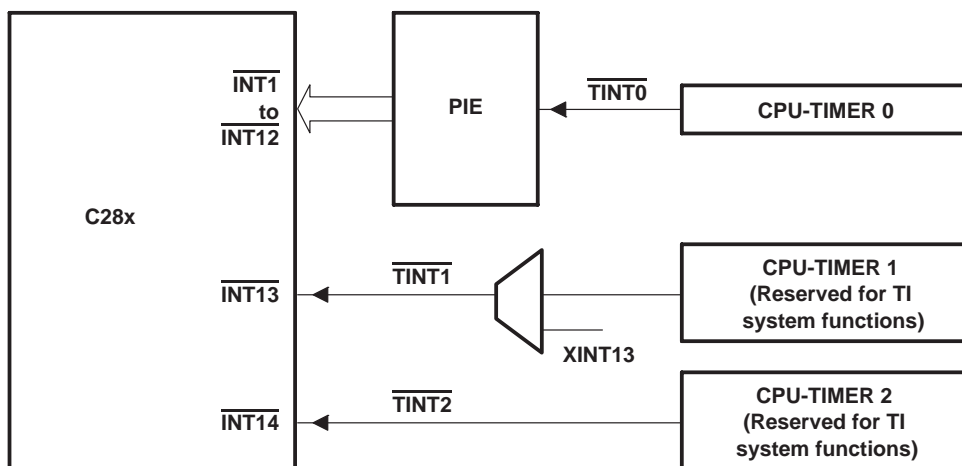 INT1
to
INT12
PIE
TINT0
CPU-TIMER 0
C28x
INT13
TINT1
XINT13
CPU-TIMER 1
(Reserved for TI
system functions)
INT14
TINT2
CPU-TIMER 2
(Reserved for TI
system functions)